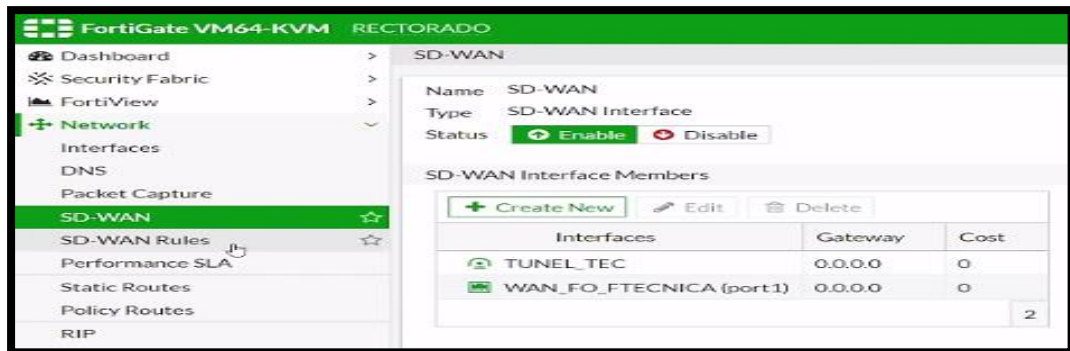 FortiGate VM64-KVM RECTORADO
Dashboard
Security Fabric
FortiView
Network
Interfaces
DNS
Packet Capture
SD-WAN
SD-WAN Rules
Performance SLA
Static Routes
Policy Routes
RIP
SD-WAN
Name SD-WAN
Type SD-WAN Interface
Status Enable Disable
SD-WAN Interface Members
Create New Edit Delete
Interfaces Gateway Cost
TUNEL_TEC 0.0.0.0 0
WAN_FO_FTECNICA (port1) 0.0.0.0 0
2